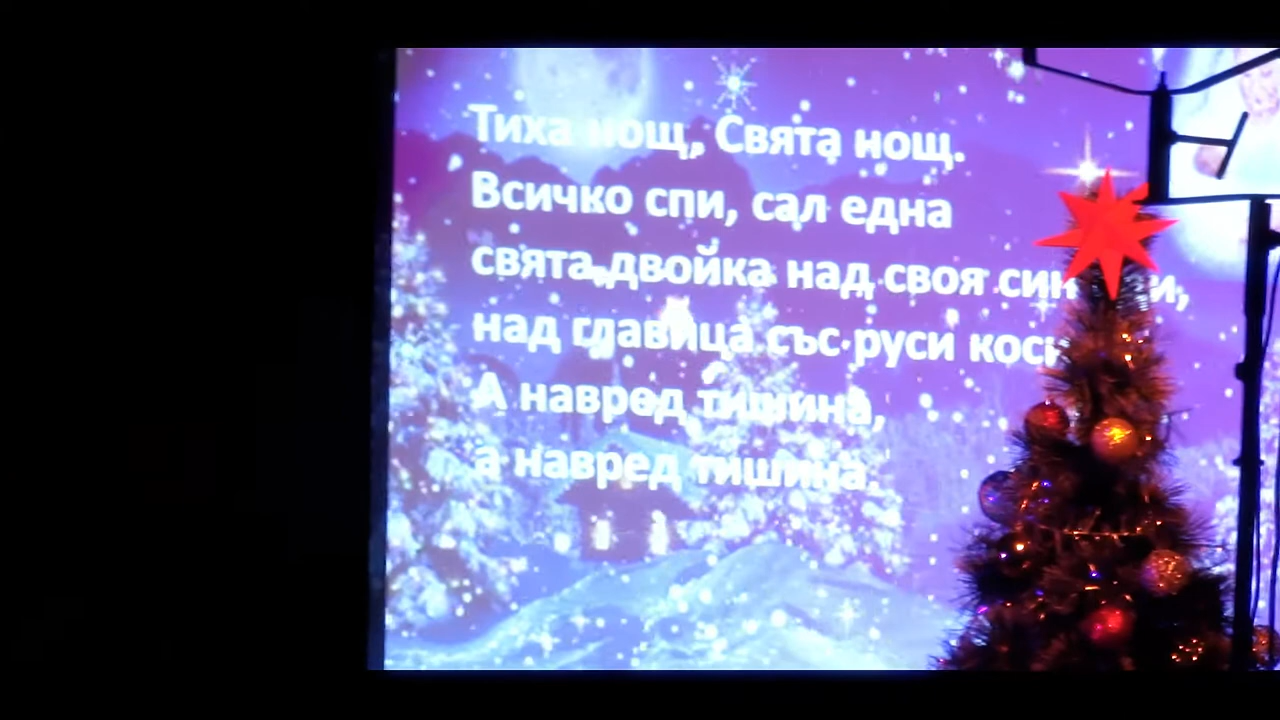 Тиха нощ, Свята нощ.
Всичко спи, сал една
свята двойка над своя
над главица със руси коси
А навред тишина,
а навред тишина.